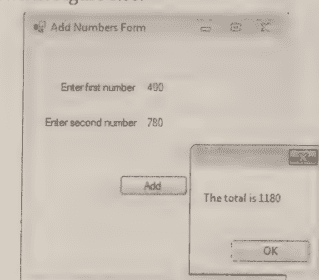 Add Numbers Form
Enter first number 400
Enter second number 780
Add
The total is 1180
OK